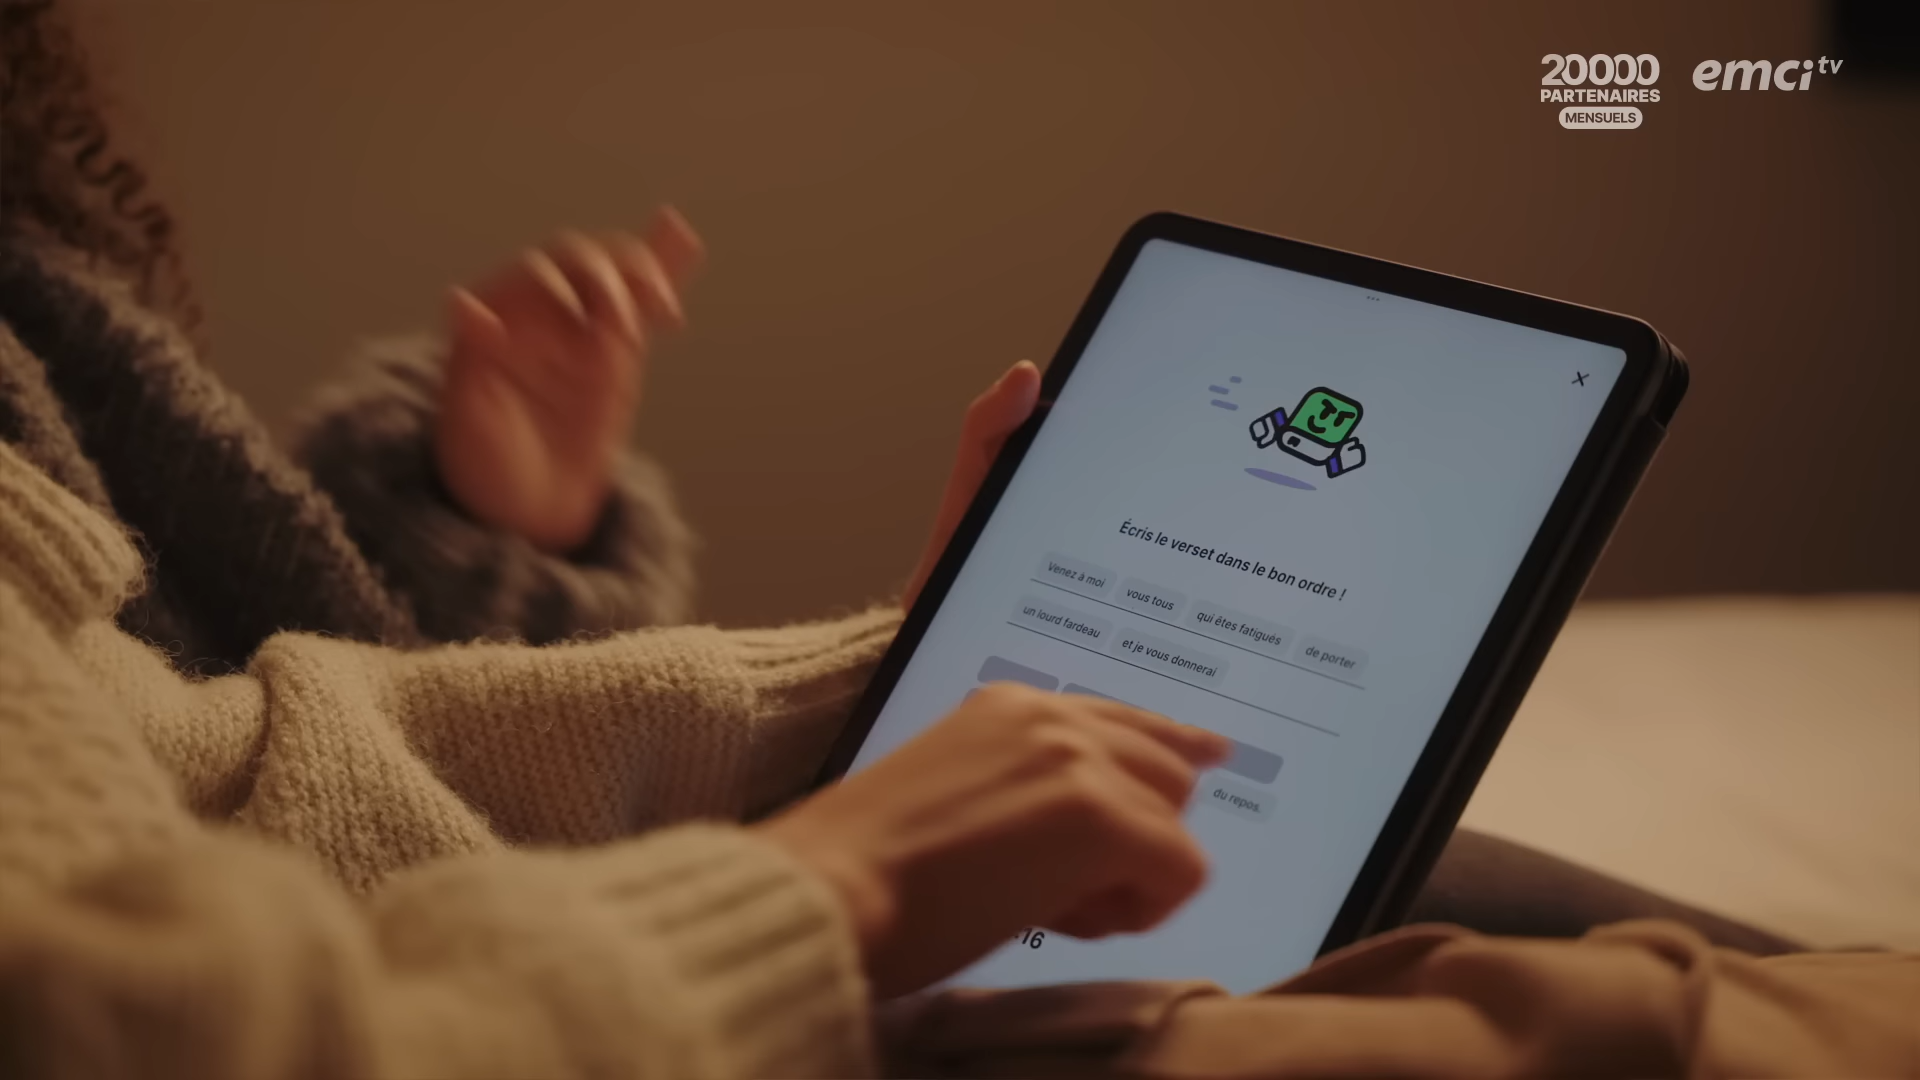 20000
PARTENAIRES
MENSUELS
emci tv
Écris le verset dans le bon ordre !
Venez à moi vous tous qui êtes fatigués de porter
un lourd fardeau et je vous donnerai
du repos.
:16